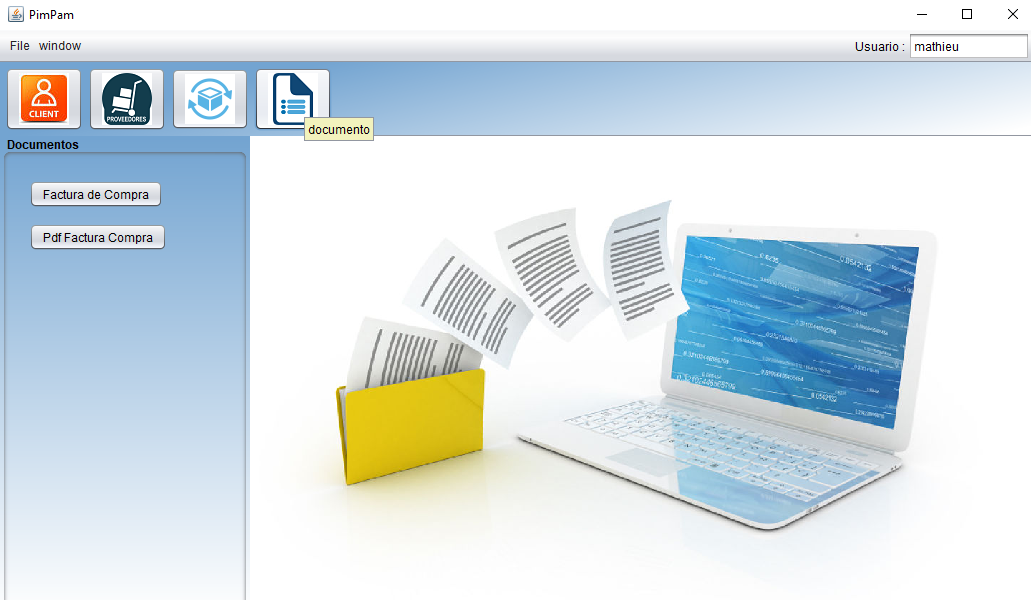 PimPam
File window
Usuario : mathieu
CLIENT
PROVEEDORES
documento
Documentos
Factura de Compra
Pdf Factura Compra